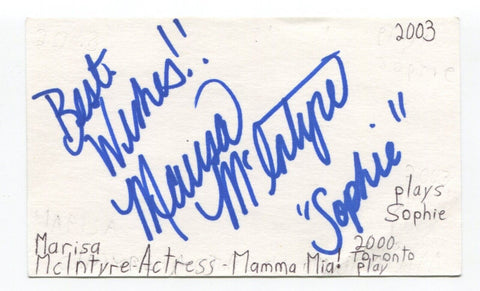 2003
Best
Wishes!!
Marisa
McIntyre
"Sophie"
plays
Sophie
Marisa
McIntyre-Actress-Mamma Mia!
2000
Toronto
play